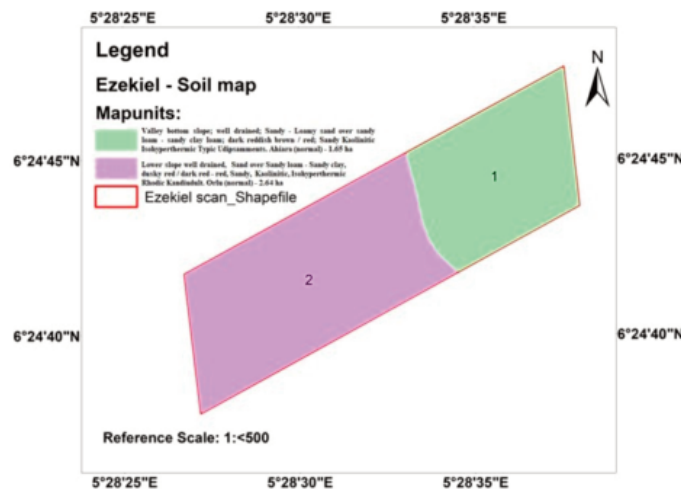 5°28'25"E 5°28'30"E 5°28'35"E
Legend
N
Ezekiel - Soil map
Mapunits:
Valley bottom slope; well drained; Sandy - Loamy sand over sandy
loam - sandy clay loam; dark reddish brown / red; Sandy Kaolinitic
Isohyperthermic Typic Udipsamments. Ahiara (normal) - 1.65 ha
Lower slope well drained, Sand over Sandy loam - Sandy clay,
dusky red / dark red - red, Sandy, Kaolinitic, Isohyperthermic
Rhodic Kandiudult. Orlu (normal) - 2.64 ha
Ezekiel scan_Shapefile
6°24'45"N 6°24'45"N
1
2
6°24'40"N 6°24'40"N
Reference Scale: 1:<500
5°28'25"E 5°28'30"E 5°28'35"E